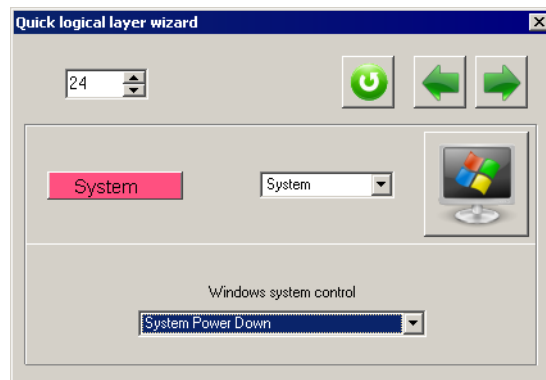 Quick logical layer wizard
24
System
System
Windows system control
System Power Down